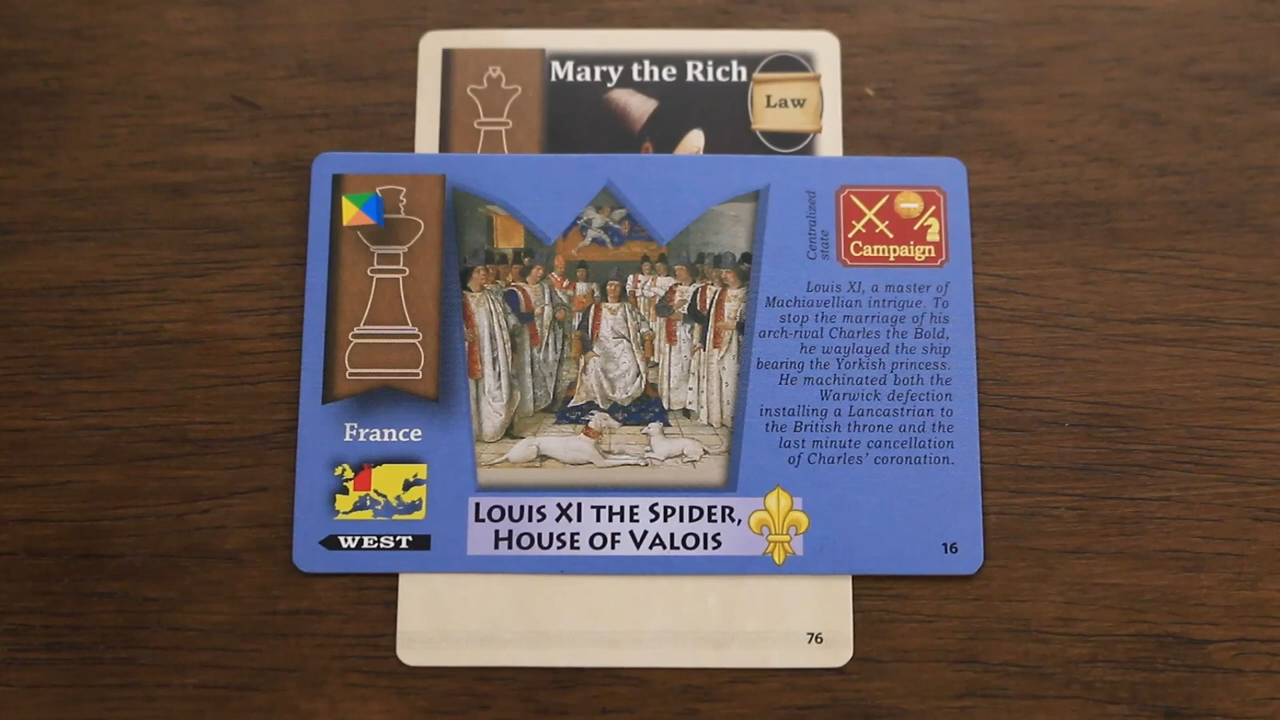 Mary the Rich
Law
Centralized
state
Campaign
Louis XI, a master of
Machiavellian intrigue. To
stop the marriage of his
arch-rival Charles the Bold,
he waylayed the ship
bearing the Yorkish princess.
He machinated both the
Warwick defection
installing a Lancastrian to
the British throne and the
last minute cancellation
of Charles' coronation.
France
WEST
LOUIS XI THE SPIDER,
HOUSE OF VALOIS
16
76